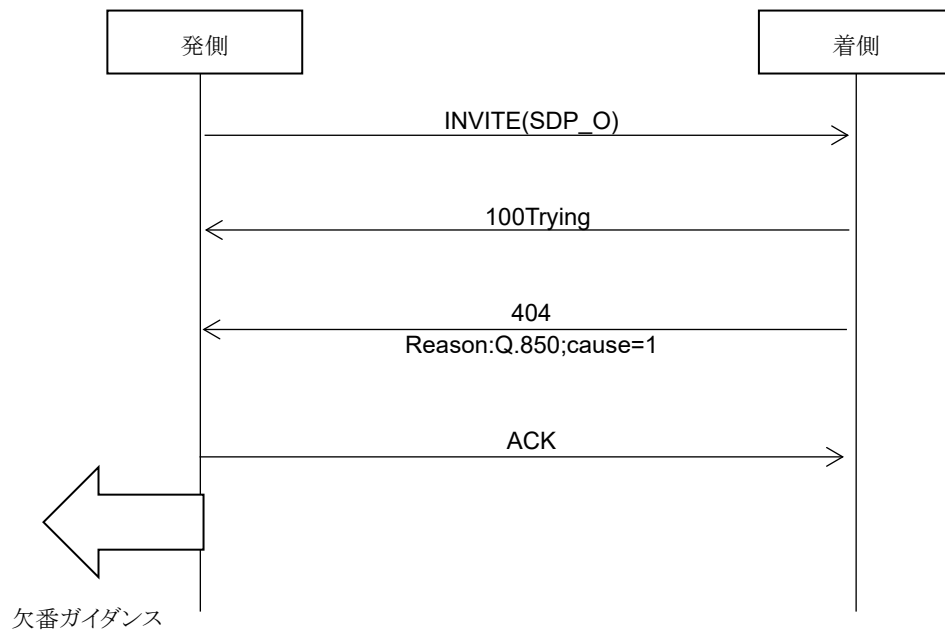 発側
着側
INVITE(SDP_O)
100Trying
404
Reason:Q.850;cause=1
ACK
欠番ガイダンス